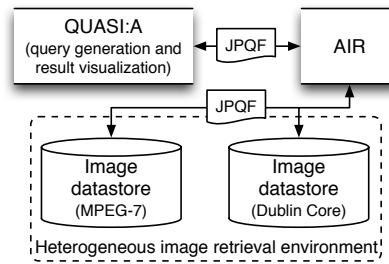 QUASI:A
(query generation and
result visualization)
JPQF
AIR
JPQF
Image
datastore
(MPEG-7)
Image
datastore
(Dublin Core)
Heterogeneous image retrieval environment